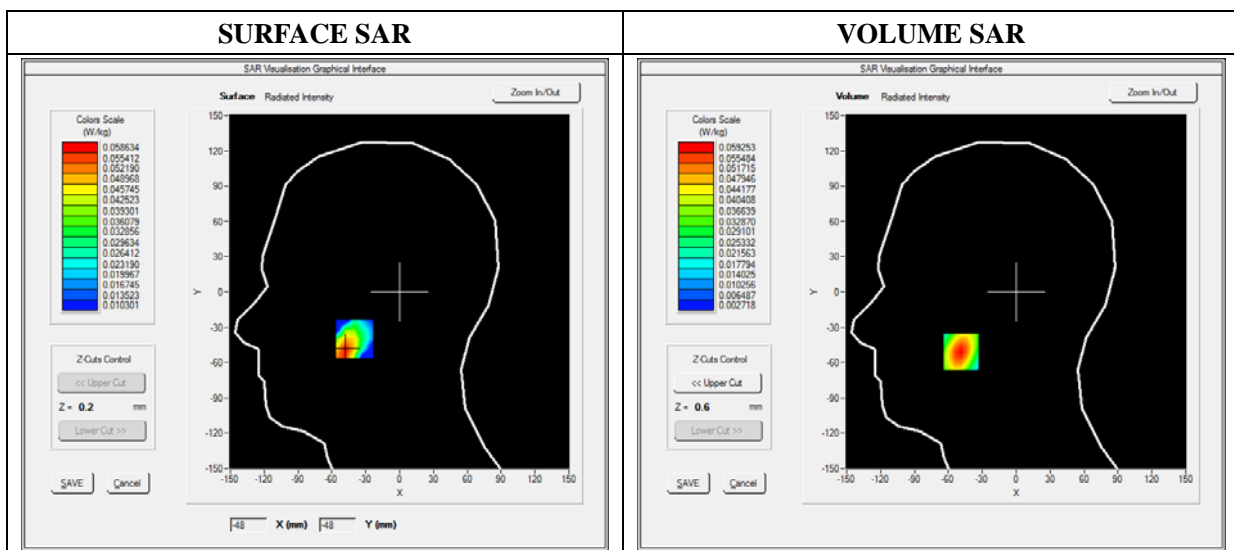 SURFACE SAR
VOLUME SAR
SAR Visualisation Graphical Interface
Surface Radiated Intensity
Zoom In/Out
Colors Scale
(W/kg)
0.058634
0.055412
0.052190
0.048968
0.045745
0.042523
0.039301
0.036079
0.032856
0.029634
0.026412
0.023190
0.019967
0.016745
0.013523
0.010301
150
120
90
60
30
0
-30
-60
-90
-120
-150
Y
-150 -120 -90 -60 -30 0 30 60 90 120 150
X
Z-Cuts Control
<< Upper Cut
Z = 0.2 mm
Lower Cut >>
SAVE Cancel
-48 X (mm) -48 Y (mm)
SAR Visualisation Graphical Interface
Volume Radiated Intensity
Zoom In/Out
Colors Scale
(W/kg)
0.059253
0.055484
0.051715
0.047946
0.044177
0.040408
0.036639
0.032870
0.029101
0.025332
0.021563
0.017794
0.014025
0.010256
0.006487
0.002718
150
120
90
60
30
0
-30
-60
-90
-120
-150
Y
-150 -120 -90 -60 -30 0 30 60 90 120 150
X
Z-Cuts Control
<< Upper Cut
Z = 0.6 mm
Lower Cut >>
SAVE Cancel